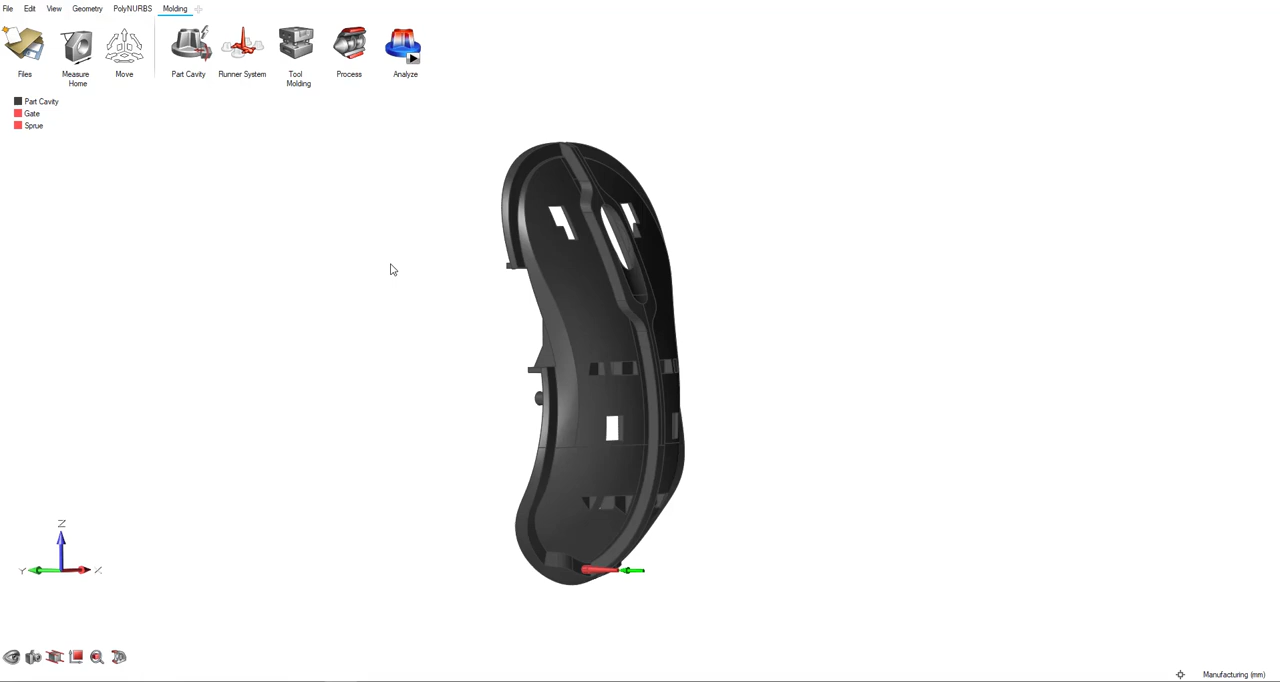 File Edit View Geometry PolyNURBS Molding
Files Measure Home Move Part Cavity Runner System Tool Molding Process Analyze
Part Cavity
Gate
Sprue
Z
Y X
Manufacturing (mm)